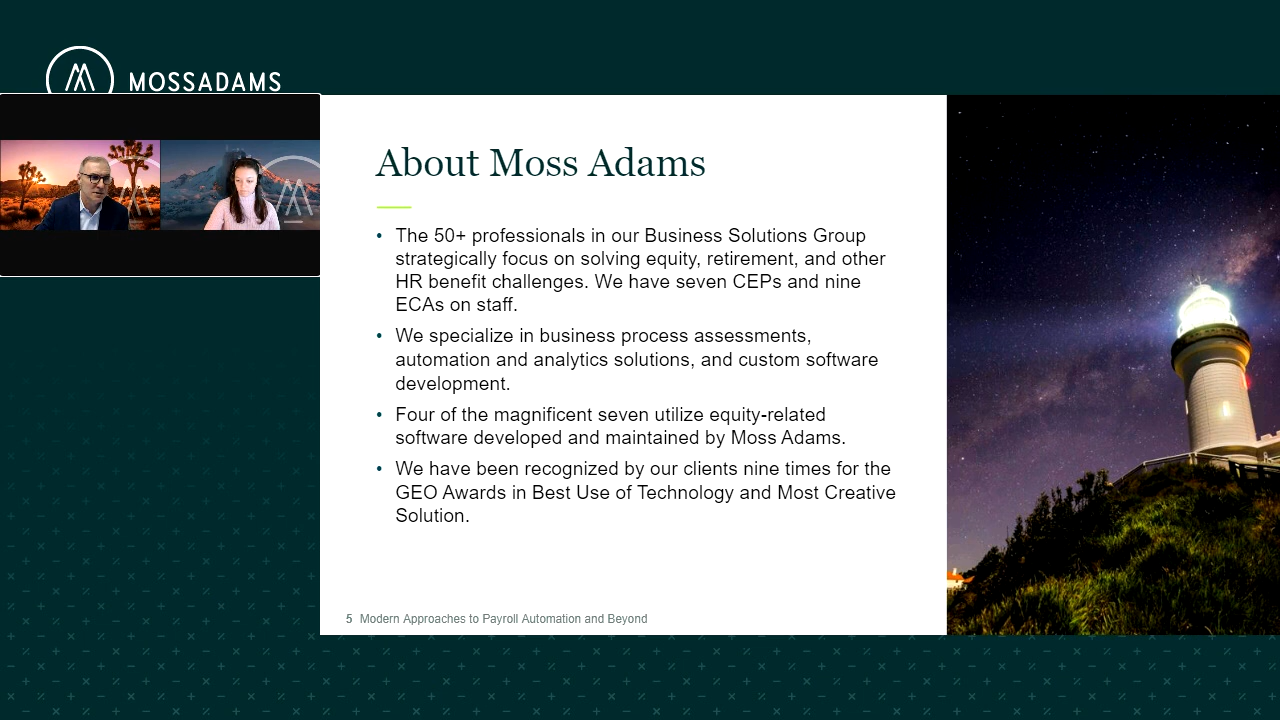 MOSSADAMS
About Moss Adams
• The 50+ professionals in our Business Solutions Group
strategically focus on solving equity, retirement, and other
HR benefit challenges. We have seven CEPs and nine
ECAs on staff.
• We specialize in business process assessments,
automation and analytics solutions, and custom software
development.
• Four of the magnificent seven utilize equity-related
software developed and maintained by Moss Adams.
• We have been recognized by our clients nine times for the
GEO Awards in Best Use of Technology and Most Creative
Solution.
5 Modern Approaches to Payroll Automation and Beyond